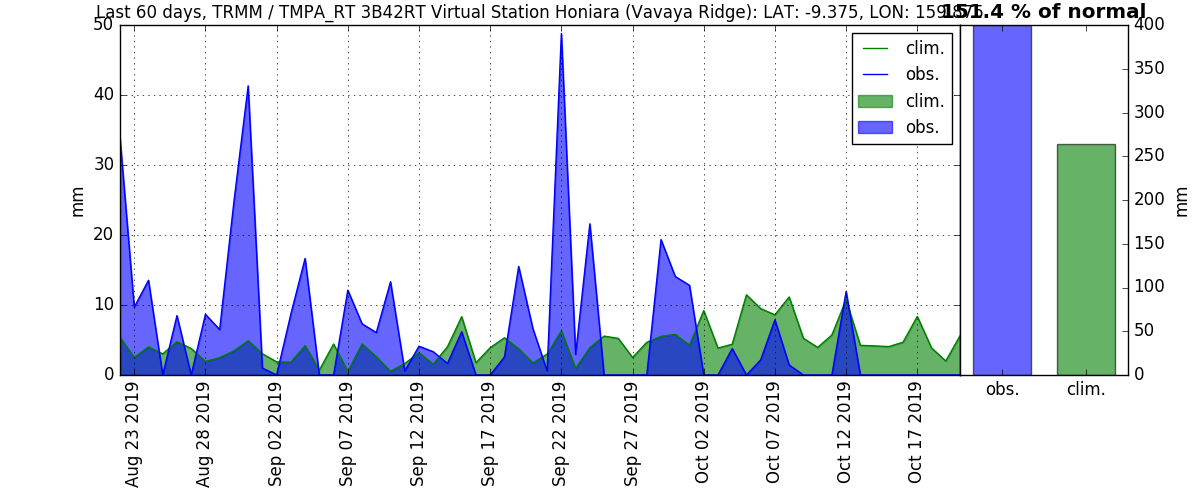 Last 60 days, TRMM / TMPA_RT 3B42RT Virtual Station Honiara (Vavaya Ridge): LAT: -9.375, LON: 159.875
151.4 % of normal
clim.
obs.
clim.
obs.
50
40
30
20
10
0
mm
400
350
300
250
200
150
100
50
0
mm
obs.
clim.
Aug 23 2019
Aug 28 2019
Sep 02 2019
Sep 07 2019
Sep 12 2019
Sep 17 2019
Sep 22 2019
Sep 27 2019
Oct 02 2019
Oct 07 2019
Oct 12 2019
Oct 17 2019